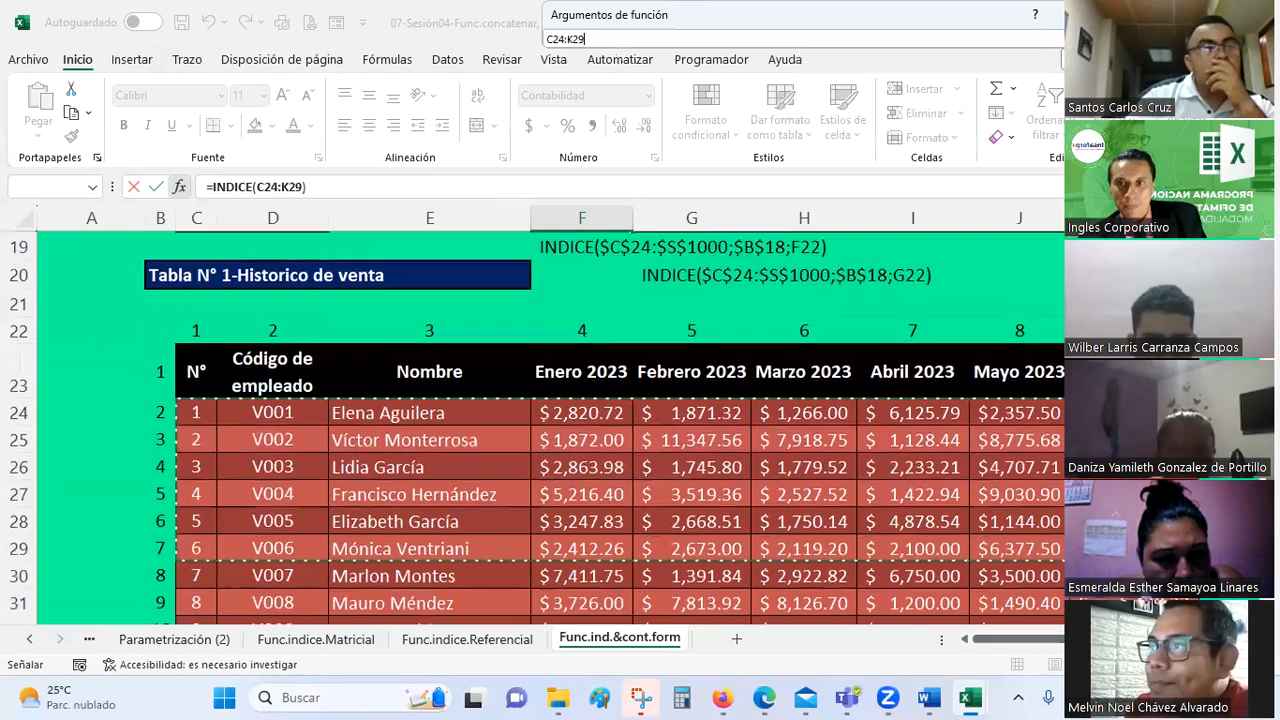 Autoguardado
07-Sesión04-Func.concatenar,
Argumentos de función
?
C24:K29
Archivo
Inicio
Insertar
Trazo
Disposición de página
Fórmulas
Datos
Revisar
Vista
Automatizar
Programador
Ayuda
Pegar
Calibri
11
N
K
S
Contabilidad
$
%
Formato condicional
Dar formato como tabla
Estilos de celda
Insertar
Eliminar
Formato
Ordenar filtrar
Portapapeles
Fuente
Alineación
Número
Estilos
Celdas
Edi
fx
=INDICE(C24:K29)
A B C D E F G H I J
19 INDICE($C$24:$S$1000;$B$18;F22)
20 Tabla N° 1-Historico de venta INDICE($C$24:$S$1000;$B$18;G22)
21
22 1 2 3 4 5 6 7 8
23 1 N° Código de empleado Nombre Enero 2023 Febrero 2023 Marzo 2023 Abril 2023 Mayo 2023
24 2 1 V001 Elena Aguilera $ 2,820.72 $ 1,871.32 $ 1,266.00 $ 6,125.79 $2,357.50
25 3 2 V002 Víctor Monterrosa $ 1,872.00 $ 11,347.56 $ 7,918.75 $ 1,128.44 $8,775.68
26 4 3 V003 Lidia García $ 2,863.98 $ 1,745.80 $ 1,779.52 $ 2,233.21 $4,707.71
27 5 4 V004 Francisco Hernández $ 5,216.40 $ 3,519.36 $ 2,527.52 $ 1,422.94 $9,030.90
28 6 5 V005 Elizabeth García $ 3,247.83 $ 2,668.51 $ 1,750.14 $ 4,878.54 $1,144.00
29 7 6 V006 Mónica Ventriani $ 2,412.26 $ 2,673.00 $ 2,119.20 $ 2,100.00 $6,377.50
30 8 7 V007 Marlon Montes $ 7,411.75 $ 1,391.84 $ 2,922.82 $ 6,750.00 $3,500.00
31 9 8 V008 Mauro Méndez $ 3,726.00 $ 7,813.92 $ 8,126.70 $ 1,200.00 $1,490.40
Parametrización (2)
Func.indice.Matricial
Func.indice.Referencial
Func.ind.&cont.form
Señalar
Accesibilidad: es necesario investigar
25°C
Parc. nublado
Buscar
Santos Carlos Cruz
PROGRAMA NACION
DE OFIMAT
MODALIDA
Ingles Corporativo
Wilber Larris Carranza Campos
Daniza Yamileth Gonzalez de Portillo
Esmeralda Esther Samayoa Linares
Melvin Noel Chávez Alvarado